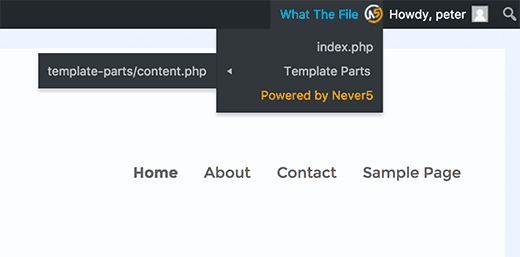 What The File
Howdy, peter
index.php
template-parts/content.php
Template Parts
Powered by Never5
Home About Contact Sample Page